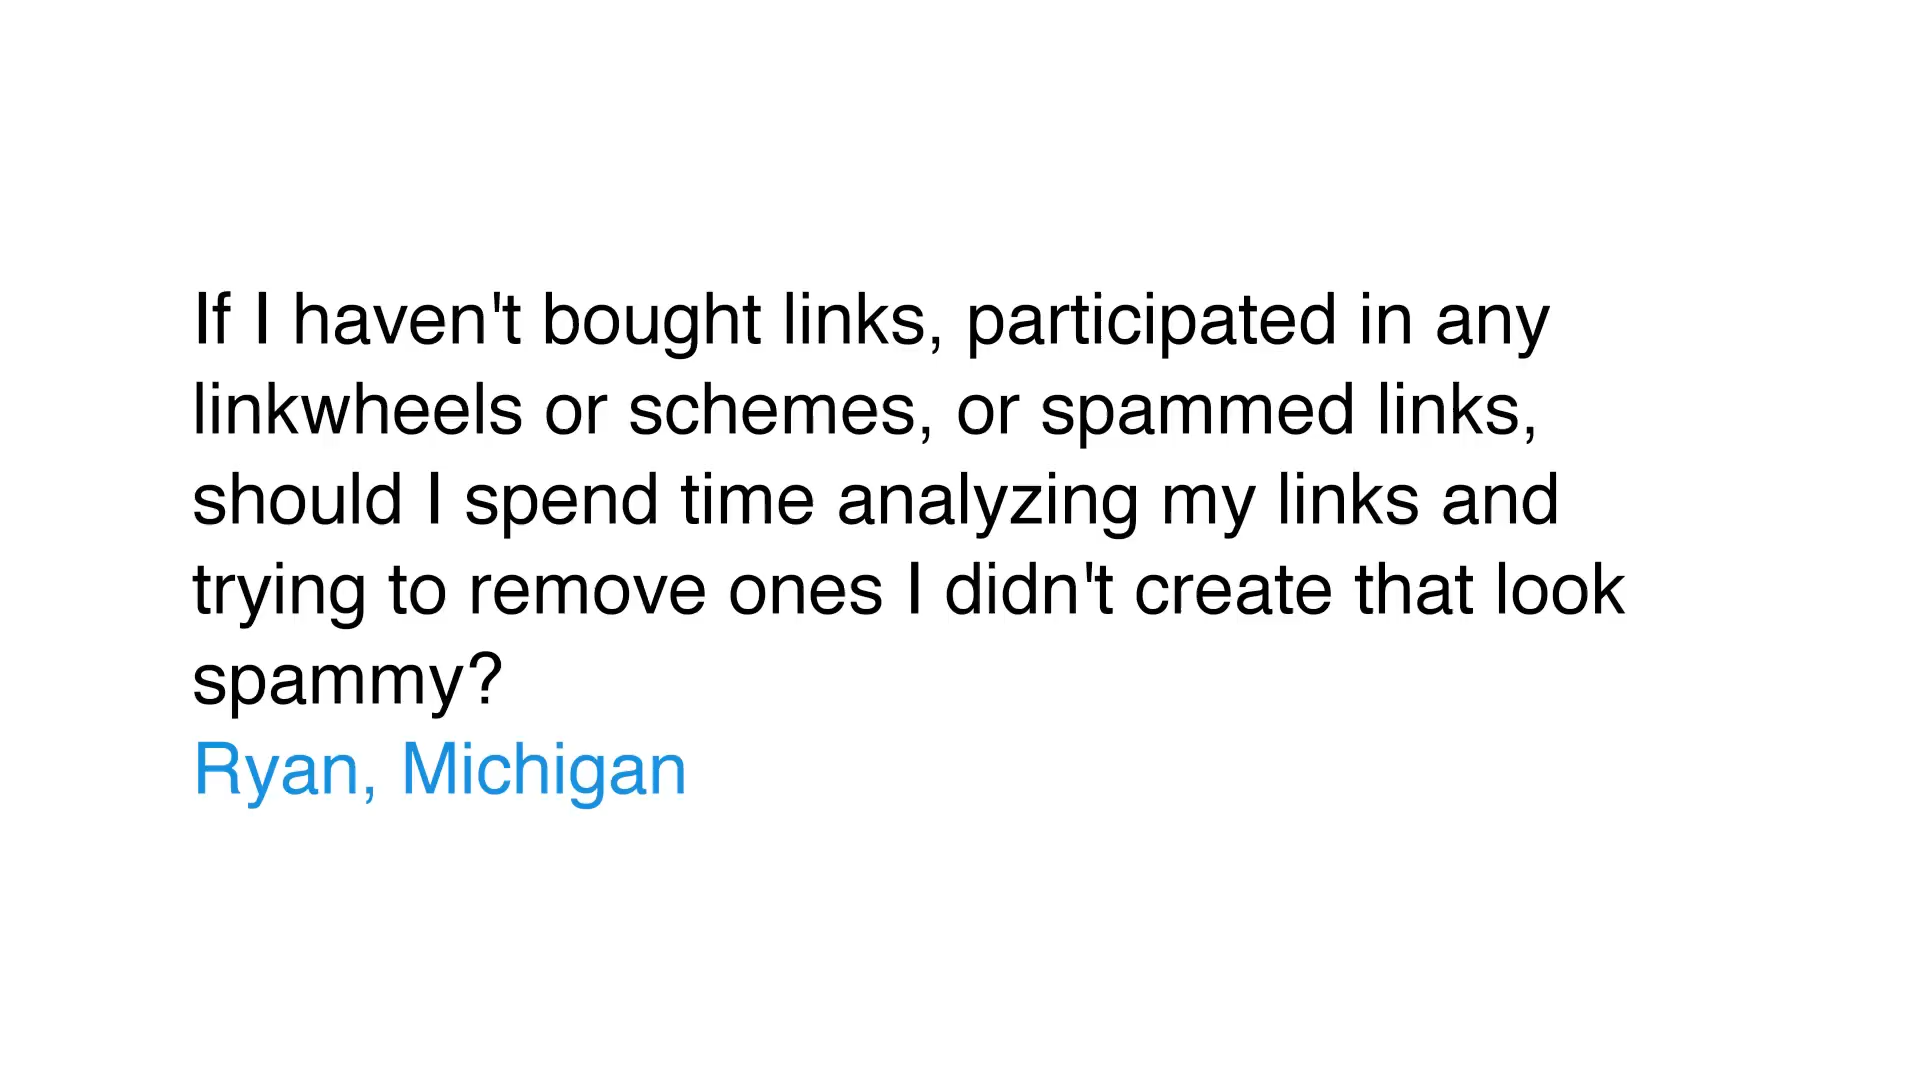 If I haven't bought links, participated in any
linkwheels or schemes, or spammed links,
should I spend time analyzing my links and
trying to remove ones I didn't create that look
spammy?
Ryan, Michigan